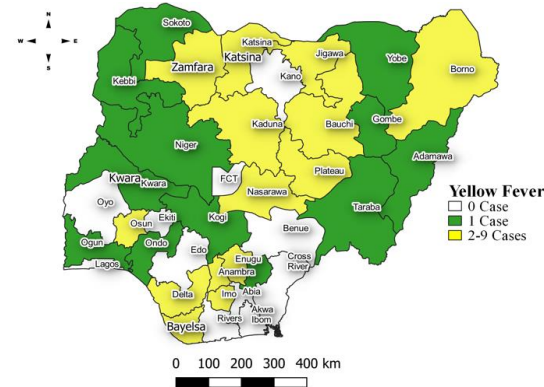 N
W E
S
Sokoto
Katsina
Zamfara
Katsina
Jigawa
Yobe
Borno
Kebbi
Kano
Kaduna
Bauchi
Gombe
Niger
Adamawa
Plateau
FCT
Kwara
Kwara
Nasarawa
Taraba
Oyo
Kogi
Ekiti
Osun
Benue
Ogun
Ondo
Edo
Lagos
Enugu
Anambra
Cross
River
Delta
Imo
Abia
Akwa
Ibom
Rivers
Bayelsa
Yellow Fever
0 Case
1 Case
2-9 Cases
0 100 200 300 400 km